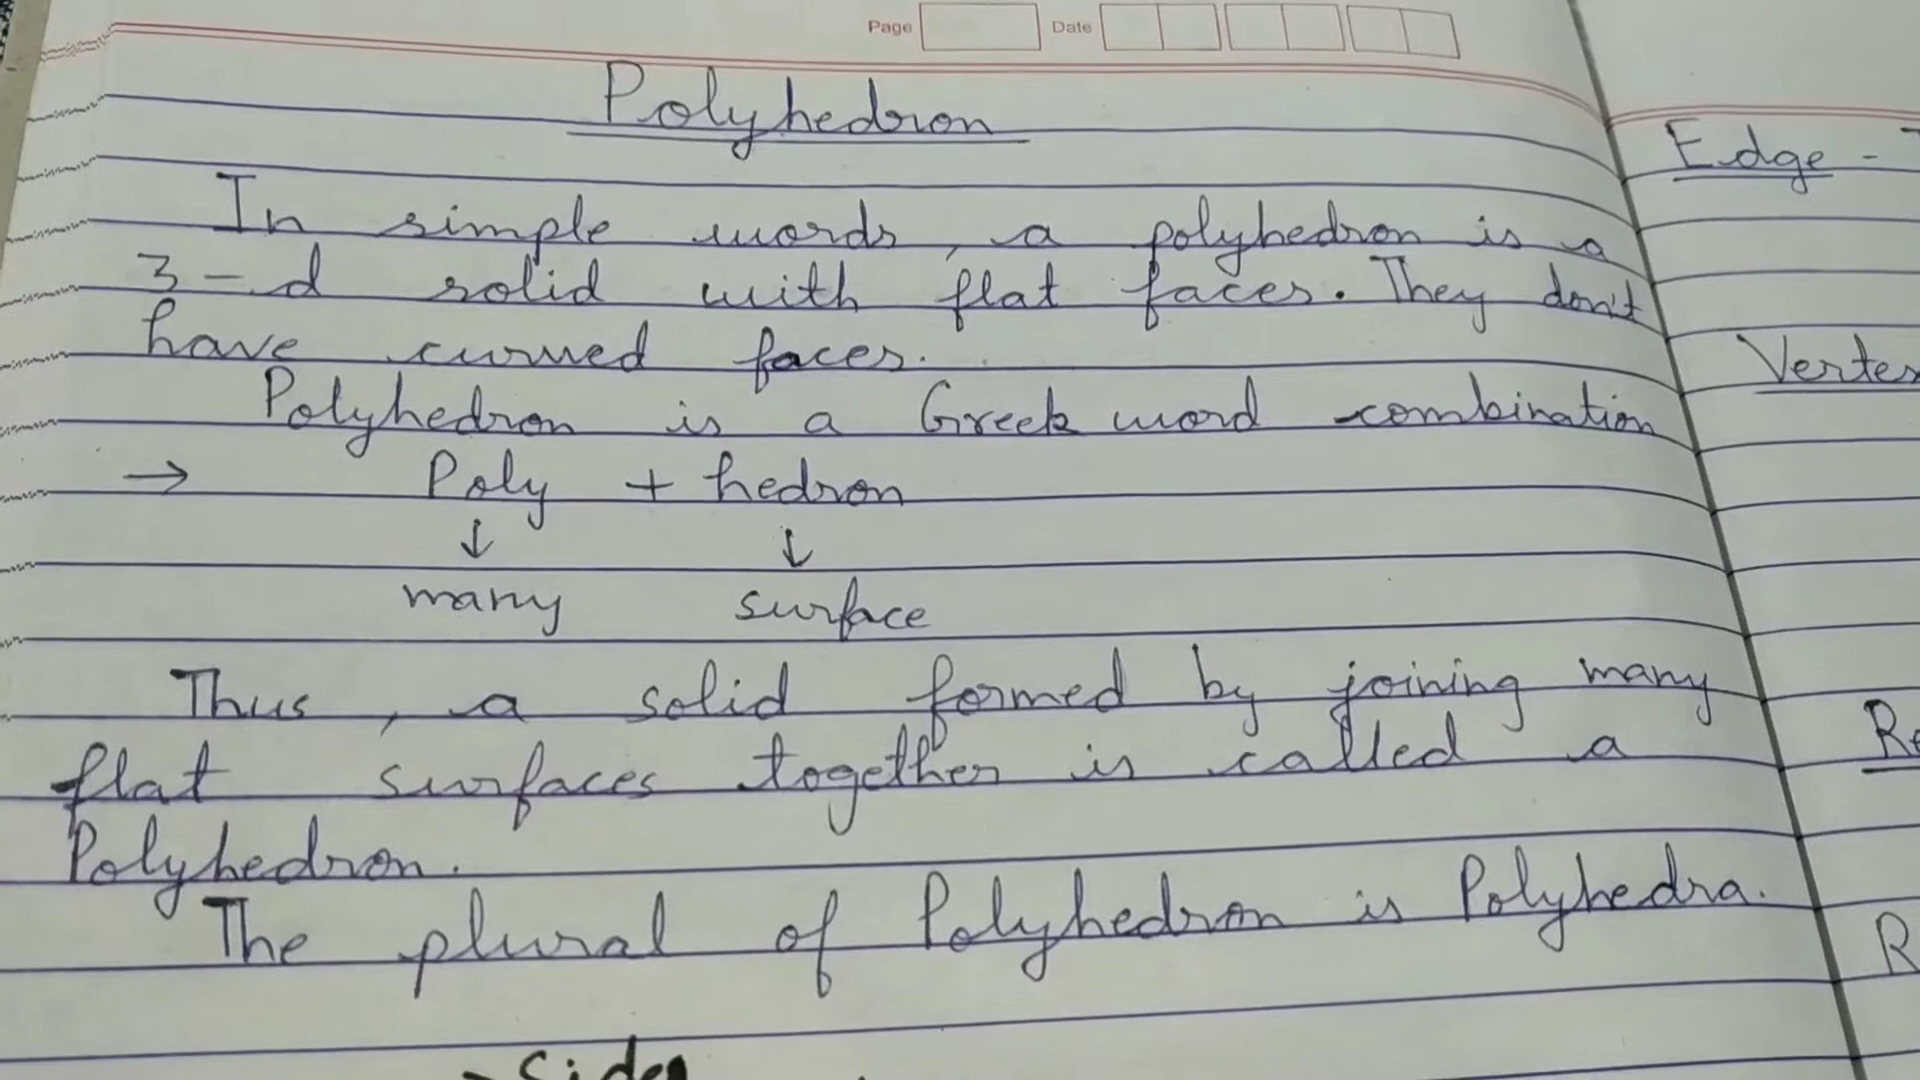 Page Date
Polyhedron
In simple words, a polyhedron is a
3-d solid with flat faces. They don't
have curved faces.
Polyhedron is a Greek word combination
→ Poly + hedron
↓ ↓
many surface
Thus, a solid formed by joining many
flat surfaces together is called a
Polyhedron.
The plural of Polyhedron is Polyhedra.
- Sides
Edge -